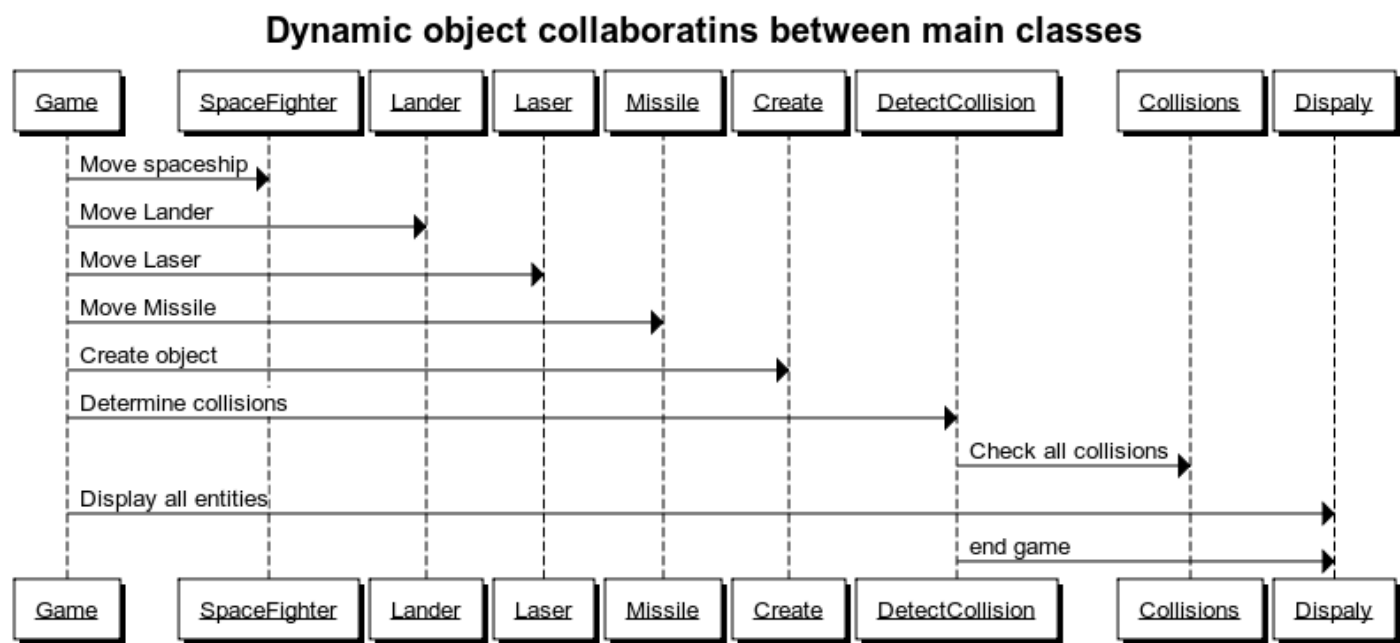 Dynamic object collaboratins between main classes
Game SpaceFighter Lander Laser Missile Create DetectCollision Collisions Dispaly
Move spaceship
Move Lander
Move Laser
Move Missile
Create object
Determine collisions
Check all collisions
Display all entities
end game
Game SpaceFighter Lander Laser Missile Create DetectCollision Collisions Dispaly